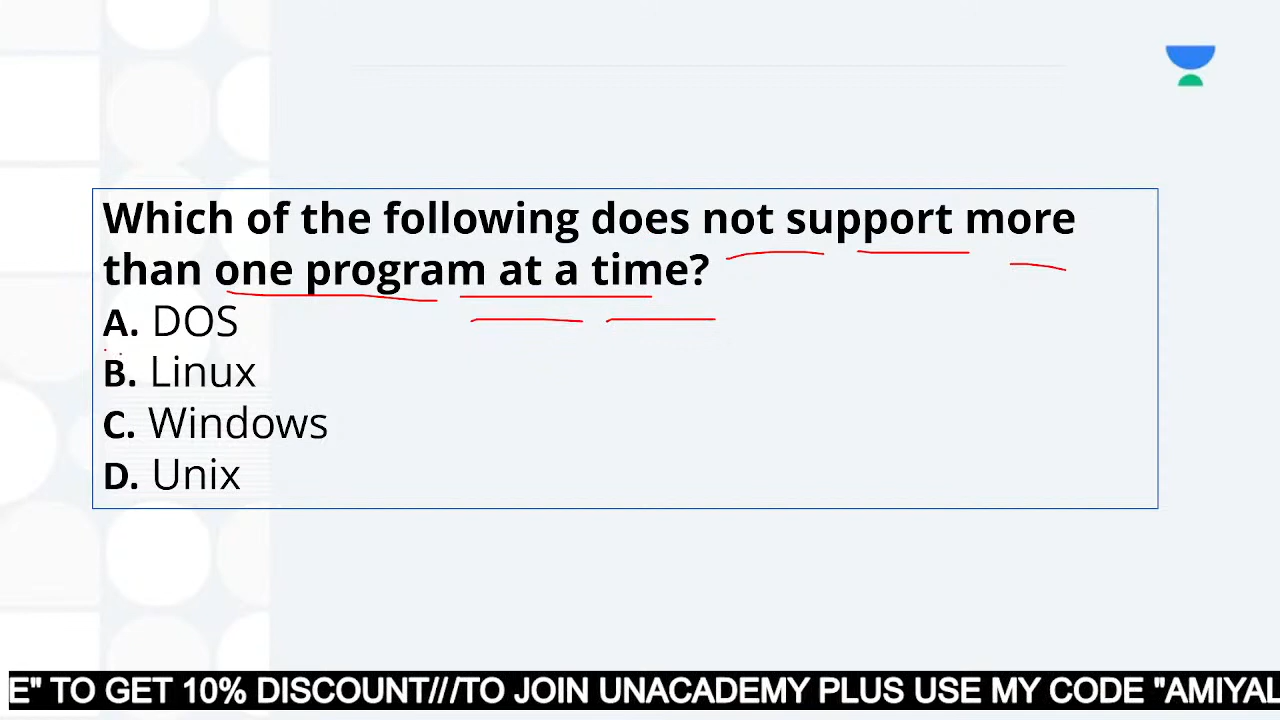 Which of the following does not support more
than one program at a time?
A. DOS
B. Linux
C. Windows
D. Unix
E" TO GET 10% DISCOUNT///TO JOIN UNACADEMY PLUS USE MY CODE "AMIYAL